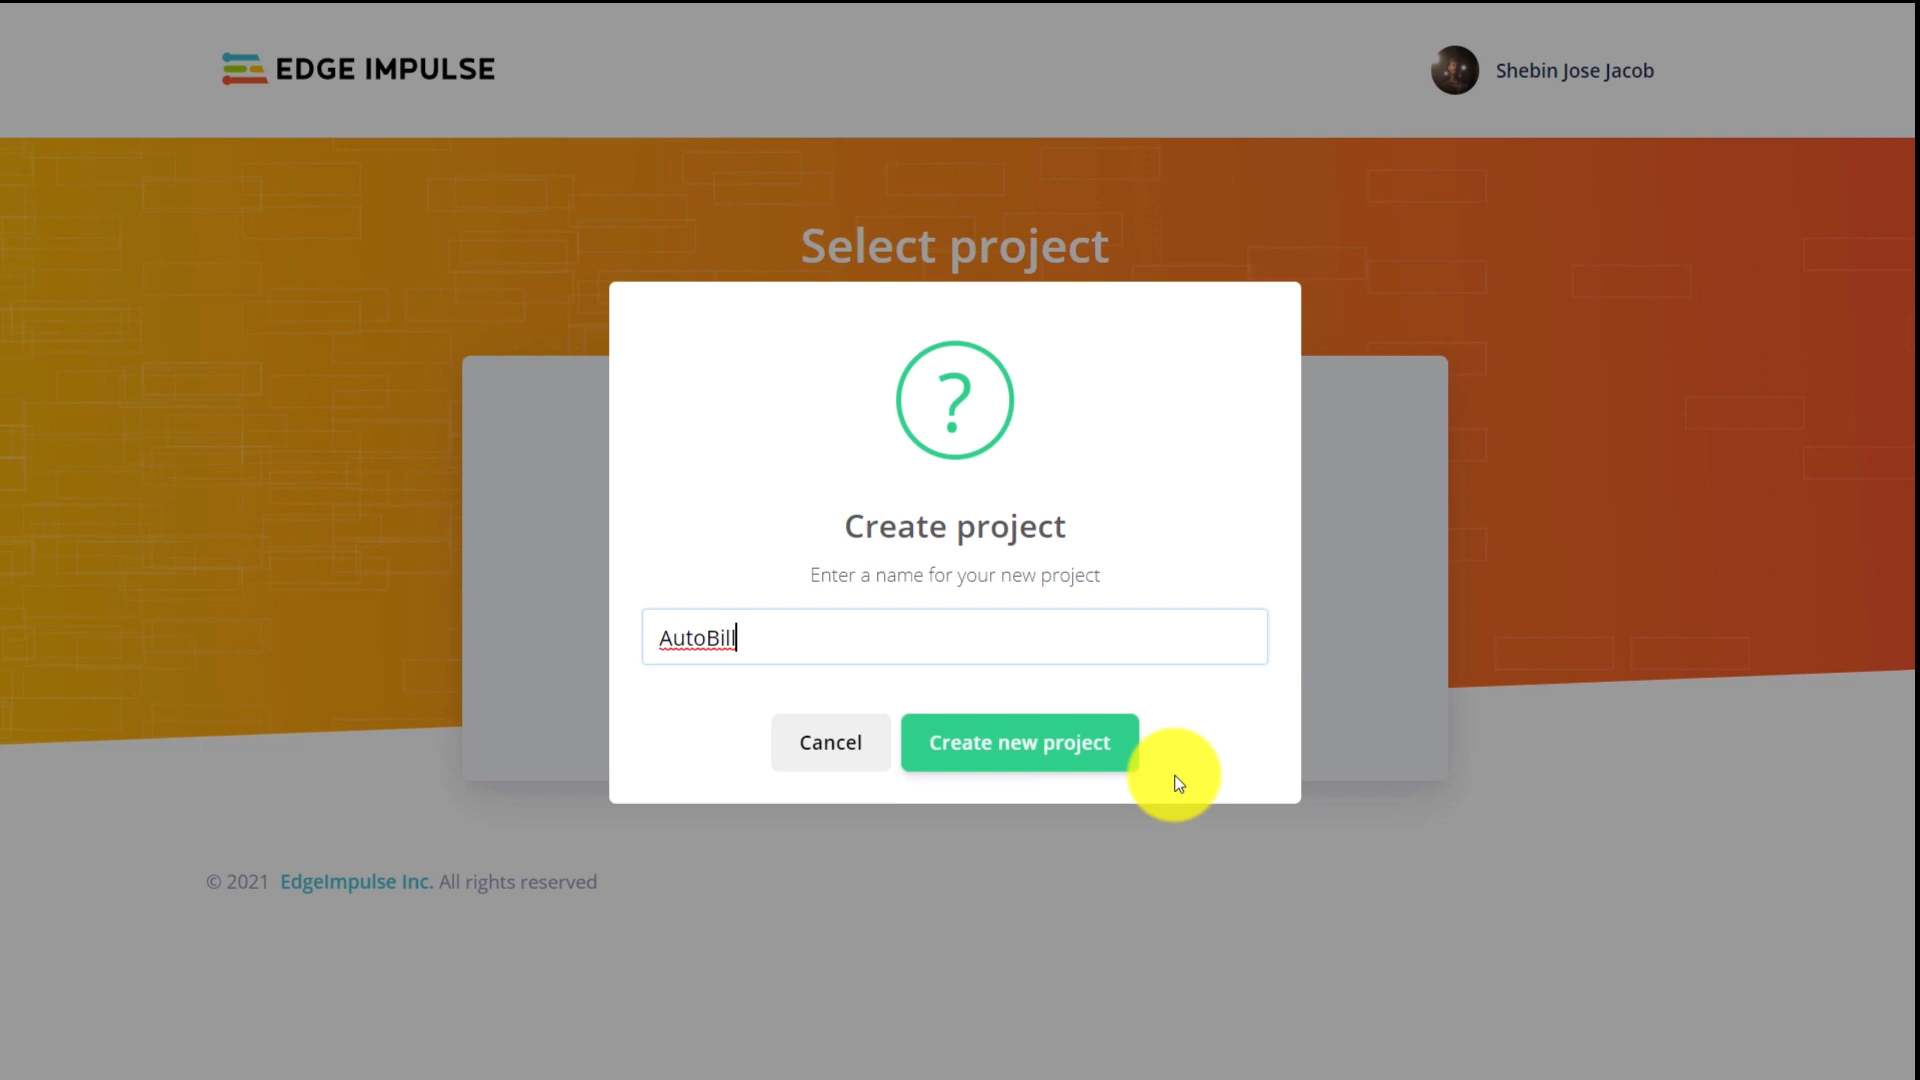 EDGE IMPULSE
Shebin Jose Jacob
Select project
?
Create project
Enter a name for your new project
AutoBill
Cancel
Create new project
© 2021 EdgeImpulse Inc. All rights reserved